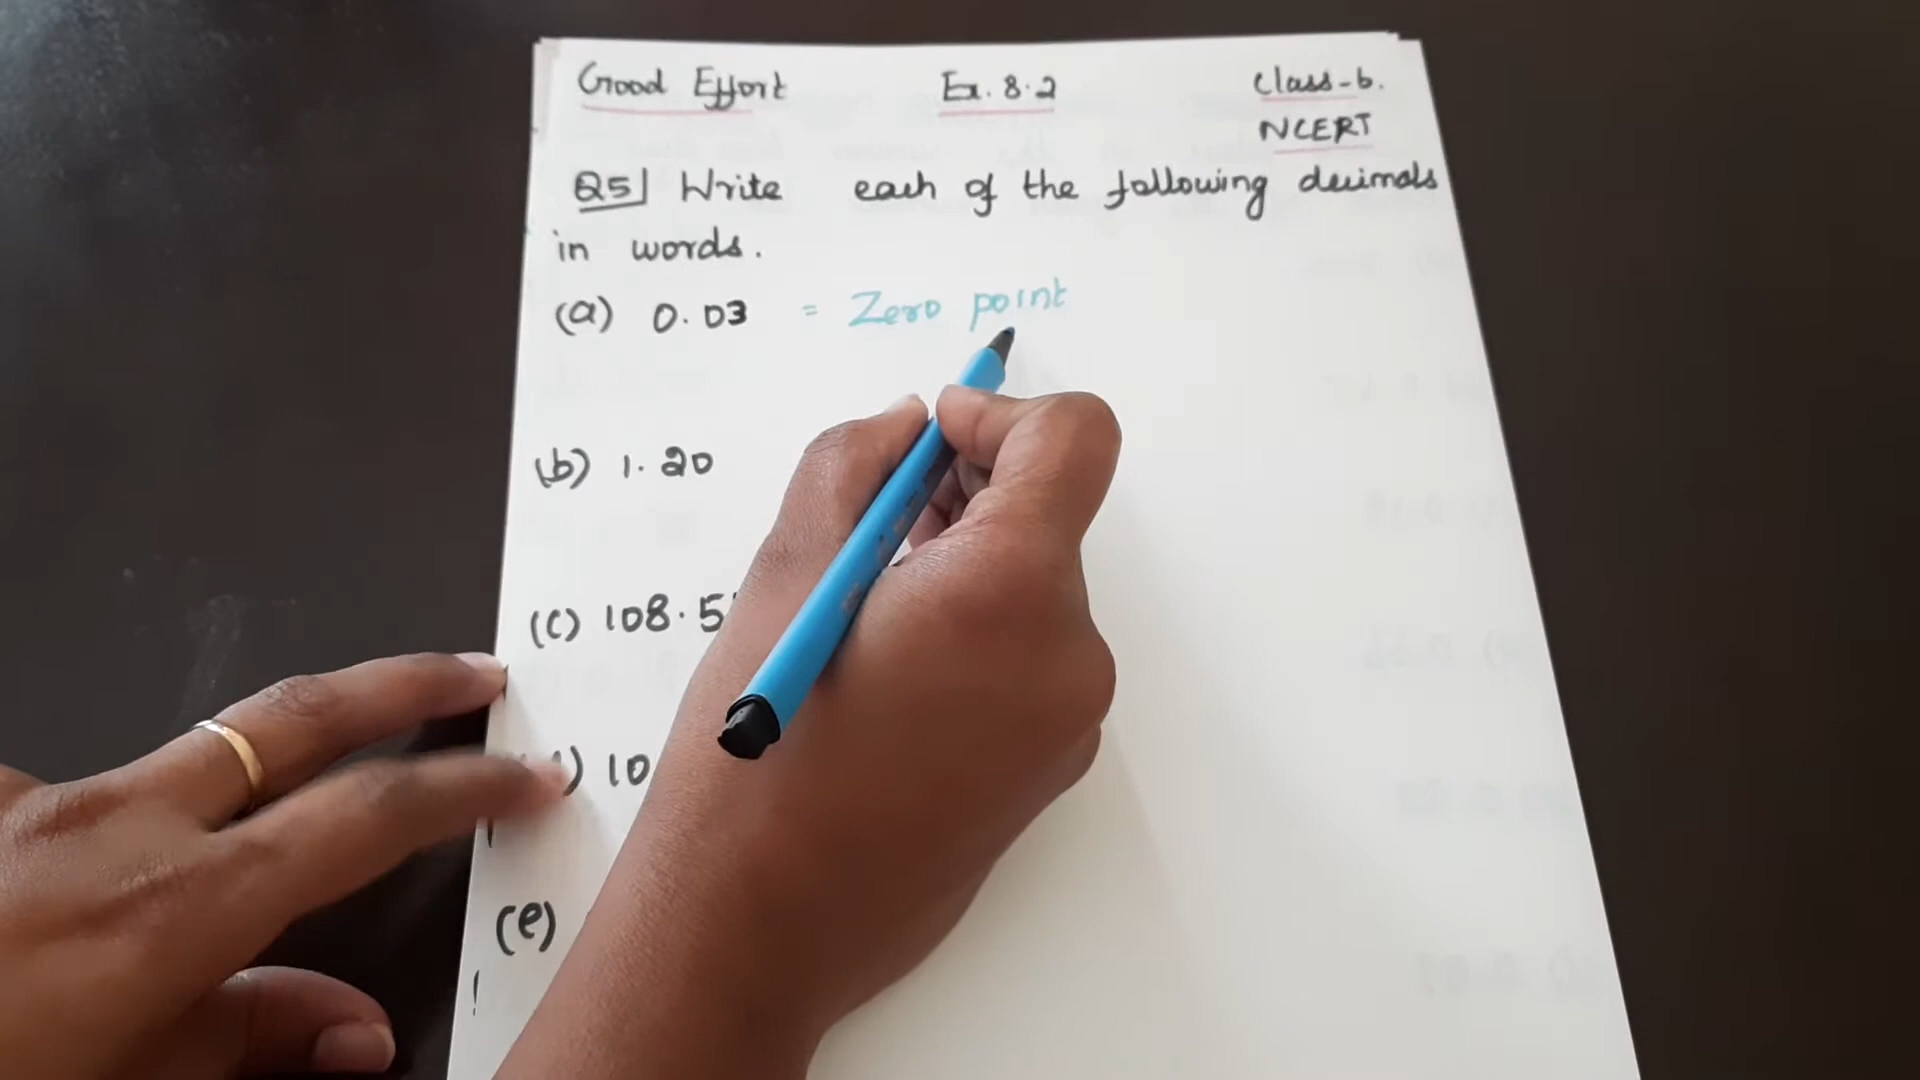 Good Effort Ex. 8.2 Class-6.
NCERT
Q5 Write each of the following decimals
in words.
(a) 0.03 = Zero point
(b) 1.20
(c) 108.5
) 10
(e)